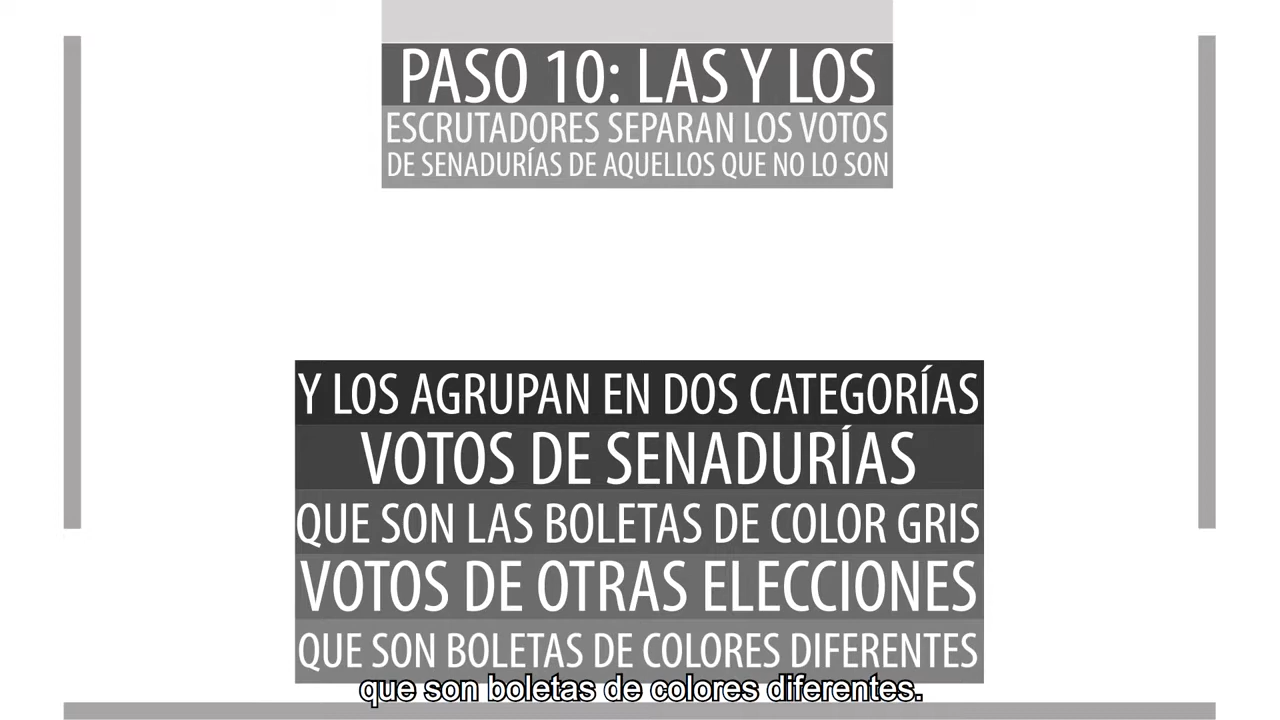 PASO 10: LAS Y LOS
ESCRUTADORES SEPARAN LOS VOTOS
DE SENADURÍAS DE AQUELLOS QUE NO LO SON
Y LOS AGRUPAN EN DOS CATEGORÍAS
VOTOS DE SENADURÍAS
QUE SON LAS BOLETAS DE COLOR GRIS
VOTOS DE OTRAS ELECCIONES
QUE SON BOLETAS DE COLORES DIFERENTES
que son boletas de colores diferentes.